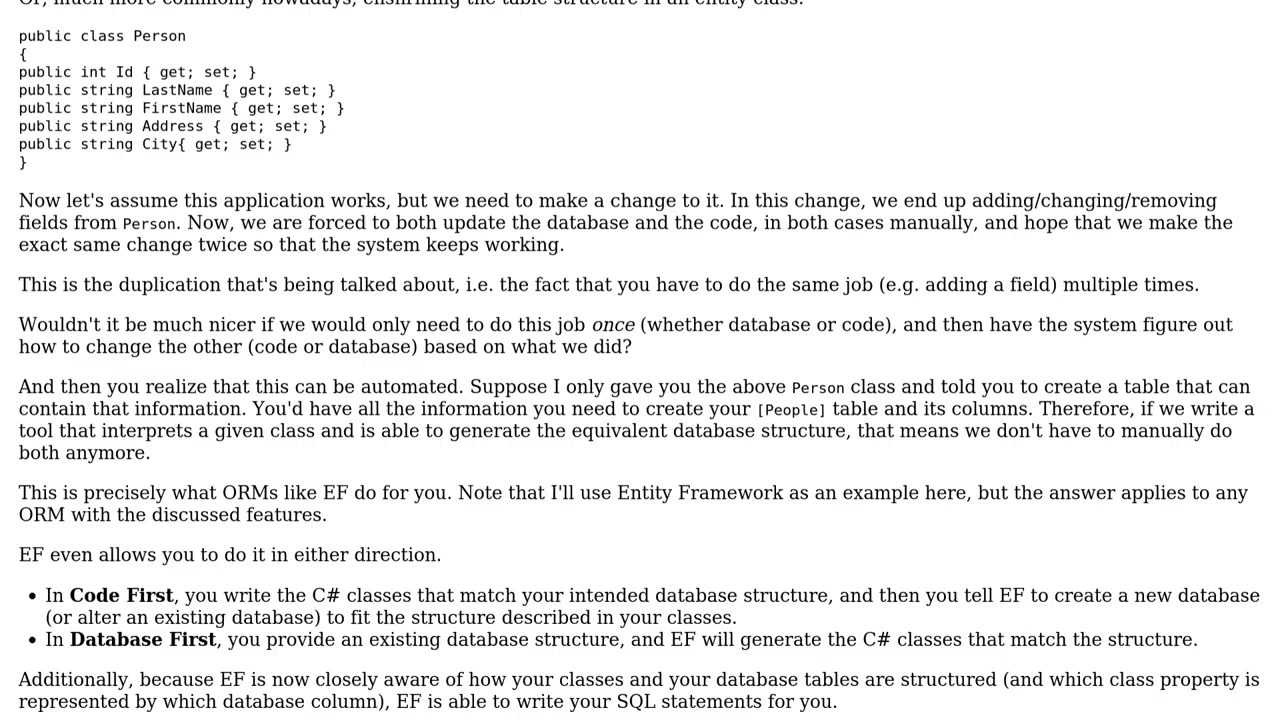 Or, much more commonly nowadays, enshrining the table structure in an entity class:
public class Person
{
public int Id { get; set; }
public string LastName { get; set; }
public string FirstName { get; set; }
public string Address { get; set; }
public string City{ get; set; }
}
Now let's assume this application works, but we need to make a change to it. In this change, we end up adding/changing/removing
fields from Person. Now, we are forced to both update the database and the code, in both cases manually, and hope that we make the
exact same change twice so that the system keeps working.
This is the duplication that's being talked about, i.e. the fact that you have to do the same job (e.g. adding a field) multiple times.
Wouldn't it be much nicer if we would only need to do this job once (whether database or code), and then have the system figure out
how to change the other (code or database) based on what we did?
And then you realize that this can be automated. Suppose I only gave you the above Person class and told you to create a table that can
contain that information. You'd have all the information you need to create your [People] table and its columns. Therefore, if we write a
tool that interprets a given class and is able to generate the equivalent database structure, that means we don't have to manually do
both anymore.
This is precisely what ORMs like EF do for you. Note that I'll use Entity Framework as an example here, but the answer applies to any
ORM with the discussed features.
EF even allows you to do it in either direction.
• In Code First, you write the C# classes that match your intended database structure, and then you tell EF to create a new database
(or alter an existing database) to fit the structure described in your classes.
• In Database First, you provide an existing database structure, and EF will generate the C# classes that match the structure.
Additionally, because EF is now closely aware of how your classes and your database tables are structured (and which class property is
represented by which database column), EF is able to write your SQL statements for you.